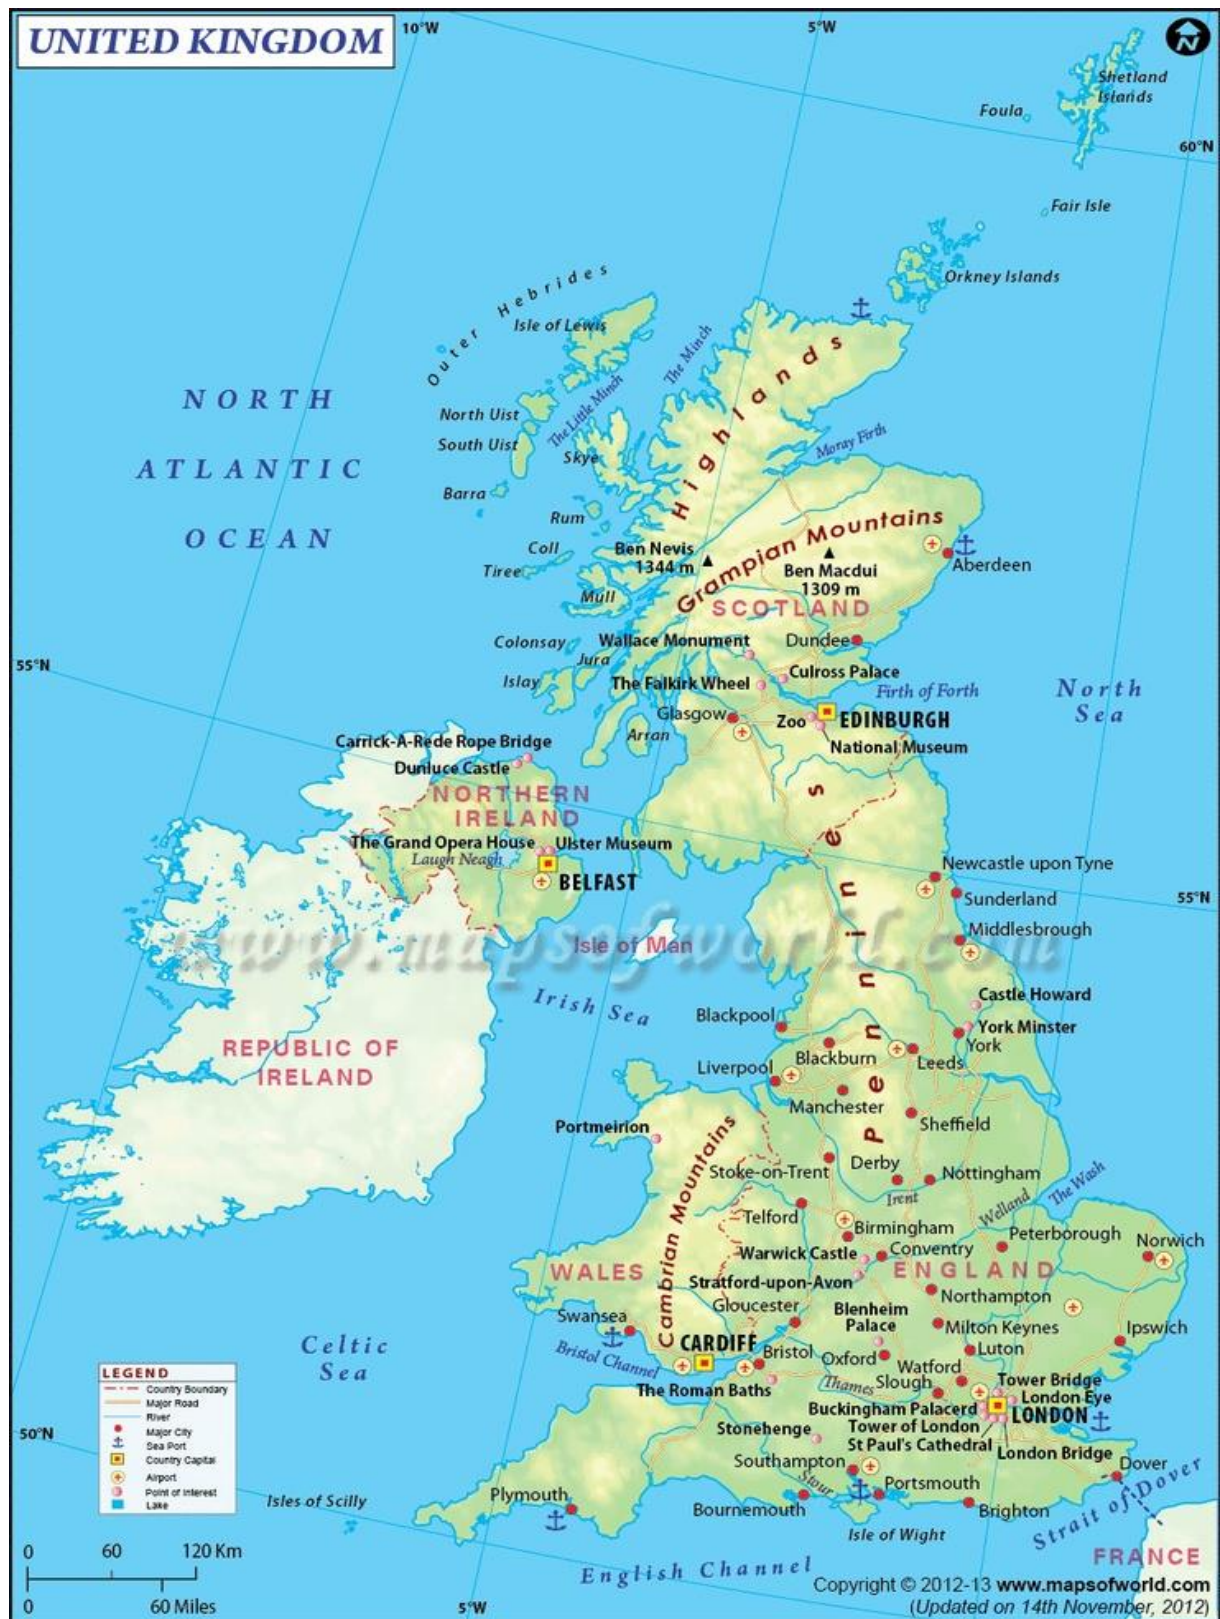 UNITED KINGDOM
10°W
5°W
N
Shetland
Islands
Foula
60°N
Fair Isle
Orkney Islands
Outer Hebrides
Isle of Lewis
The Minch
Highlands
NORTH
ATLANTIC
OCEAN
North Uist
The Little Minch
South Uist
Skye
Moray Firth
Barra
Rum
Grampian Mountains
Coll
Ben Nevis
1344 m
Tiree
Ben Macdui
1309 m
Aberdeen
Mull
SCOTLAND
Colonsay
Wallace Monument
Dundee
55°N
Jura
Culross Palace
Islay
The Falkirk Wheel
Firth of Forth
North
Sea
Glasgow
Zoo
EDINBURGH
Arran
National Museum
Carrick-A-Rede Rope Bridge
Dunluce Castle
NORTHERN
IRELAND
Pennines
The Grand Opera House
Ulster Museum
Laugh Neagh
BELFAST
Newcastle upon Tyne
Sunderland
55°N
Middlesbrough
www.mapsofworld.com
Isle of Man
Irish Sea
Castle Howard
Blackpool
York Minster
York
REPUBLIC OF
IRELAND
Blackburn
Leeds
Liverpool
Manchester
Sheffield
Portmeirion
Cambrian Mountains
Stoke-on-Trent
Derby
Nottingham
The Wash
Irent
Welland
Telford
Birmingham
Peterborough
Norwich
Warwick Castle
Coventry
WALES
Stratford-upon-Avon
ENGLAND
Northampton
Gloucester
Blenheim
Palace
Swansea
Milton Keynes
Ipswich
CARDIFF
Bristol Channel
Bristol
Oxford
Luton
Watford
Celtic
Sea
Thames
Slough
Tower Bridge
The Roman Baths
London Eye
Buckingham Palacerd
LONDON
Tower of London
Stonehenge
St Paul's Cathedral
London Bridge
Southampton
Dover
Stour
Portsmouth
Plymouth
Bournemouth
Brighton
Strait of Dover
Isles of Scilly
Isle of Wight
English Channel
FRANCE
50°N
LEGEND
Country Boundary
Major Road
River
Major City
Sea Port
Country Capital
Airport
Point of Interest
Lake
0 60 120 Km
0 60 Miles
5°W
Copyright © 2012-13 www.mapsofworld.com
(Updated on 14th November, 2012)